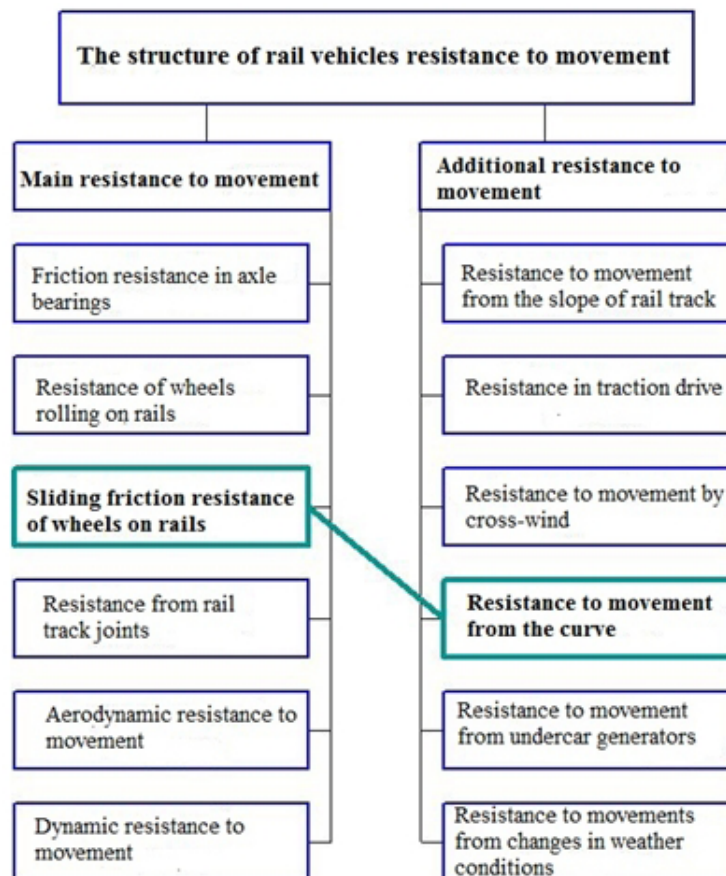 The structure of rail vehicles resistance to movement
Main resistance to movement
Friction resistance in axle
bearings
Resistance of wheels
rolling on rails
Sliding friction resistance
of wheels on rails
Resistance from rail
track joints
Aerodynamic resistance to
movement
Dynamic resistance to
movement
Additional resistance to
movement
Resistance to movement
from the slope of rail track
Resistance in traction drive
Resistance to movement by
cross-wind
Resistance to movement
from the curve
Resistance to movement
from undercar generators
Resistance to movements
from changes in weather
conditions